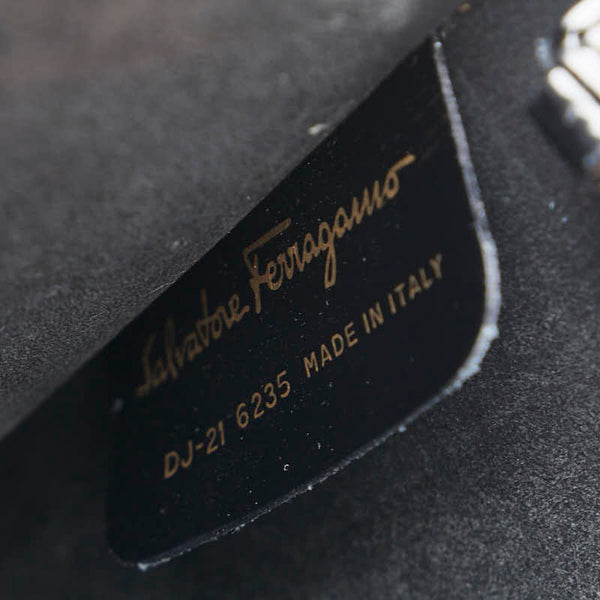 Salvatore Ferragamo
DJ-21 6235 MADE IN ITALY